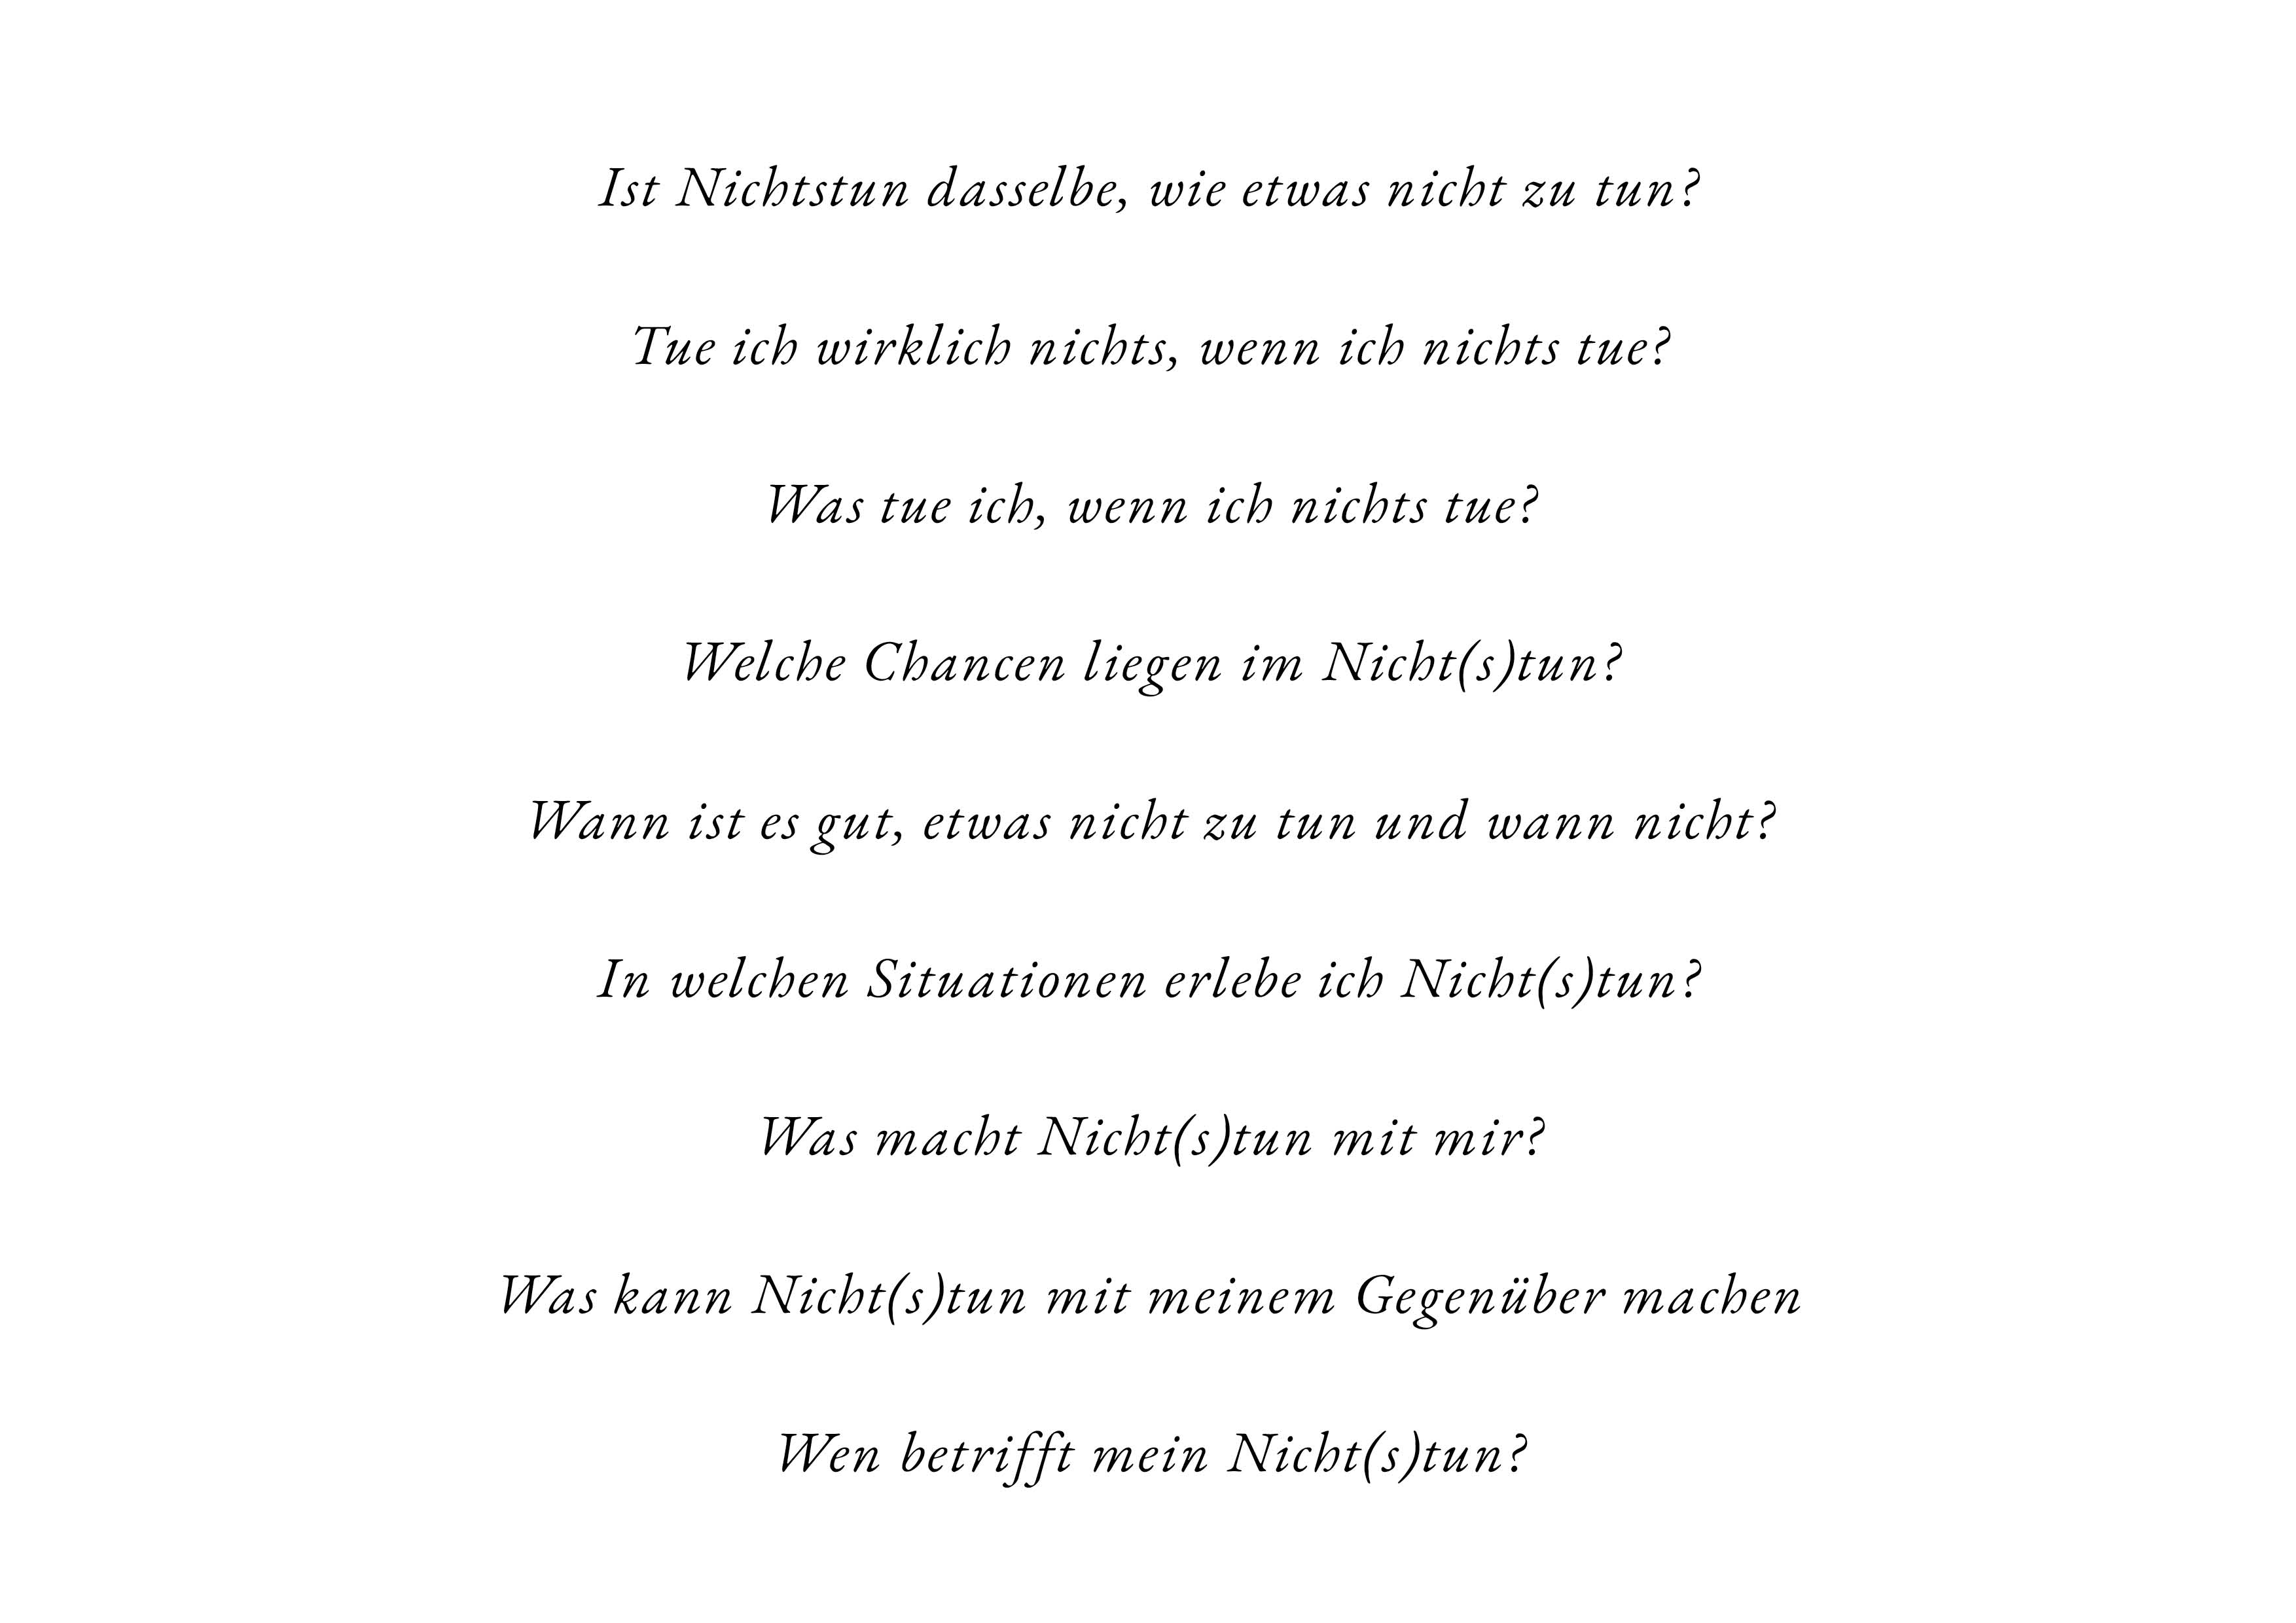 Ist Nichtstun dasselbe, wie etwas nicht zu tun?
Tue ich wirklich nichts, wenn ich nichts tue?
Was tue ich, wenn ich nichts tue?
Welche Chancen liegen im Nicht(s)tun?
Wann ist es gut, etwas nicht zu tun und wann nicht?
In welchen Situationen erlebe ich Nicht(s)tun?
Was macht Nicht(s)tun mit mir?
Was kann Nicht(s)tun mit meinem Gegenüber machen
Wen betrifft mein Nicht(s)tun?